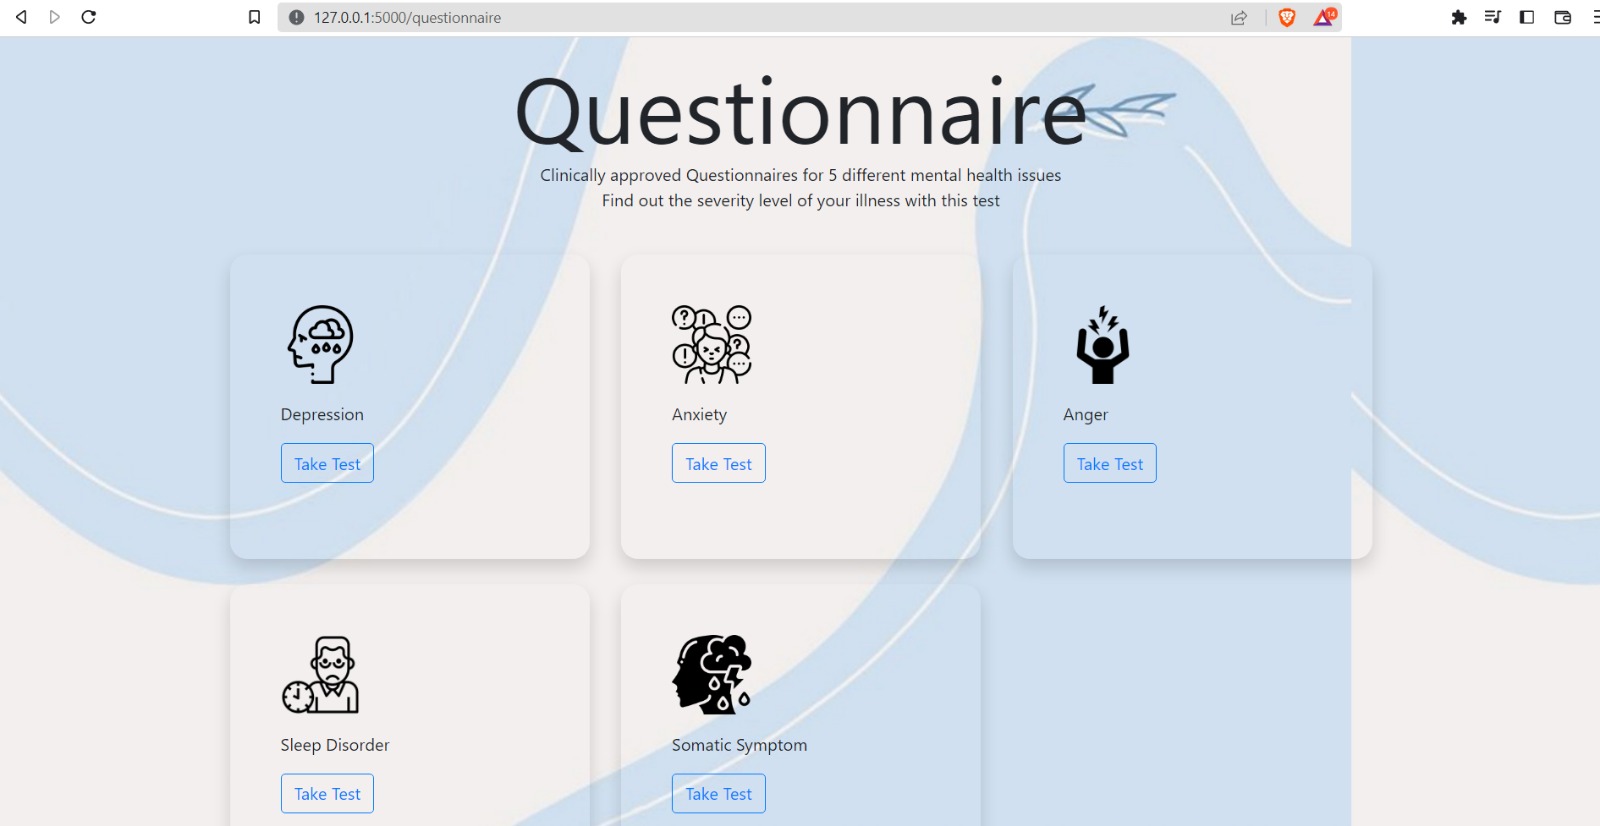 127.0.0.1:5000/questionnaire
14
Questionnaire
Clinically approved Questionnaires for 5 different mental health issues
Find out the severity level of your illness with this test
Depression
Take Test
Anxiety
Take Test
Anger
Take Test
Sleep Disorder
Take Test
Somatic Symptom
Take Test